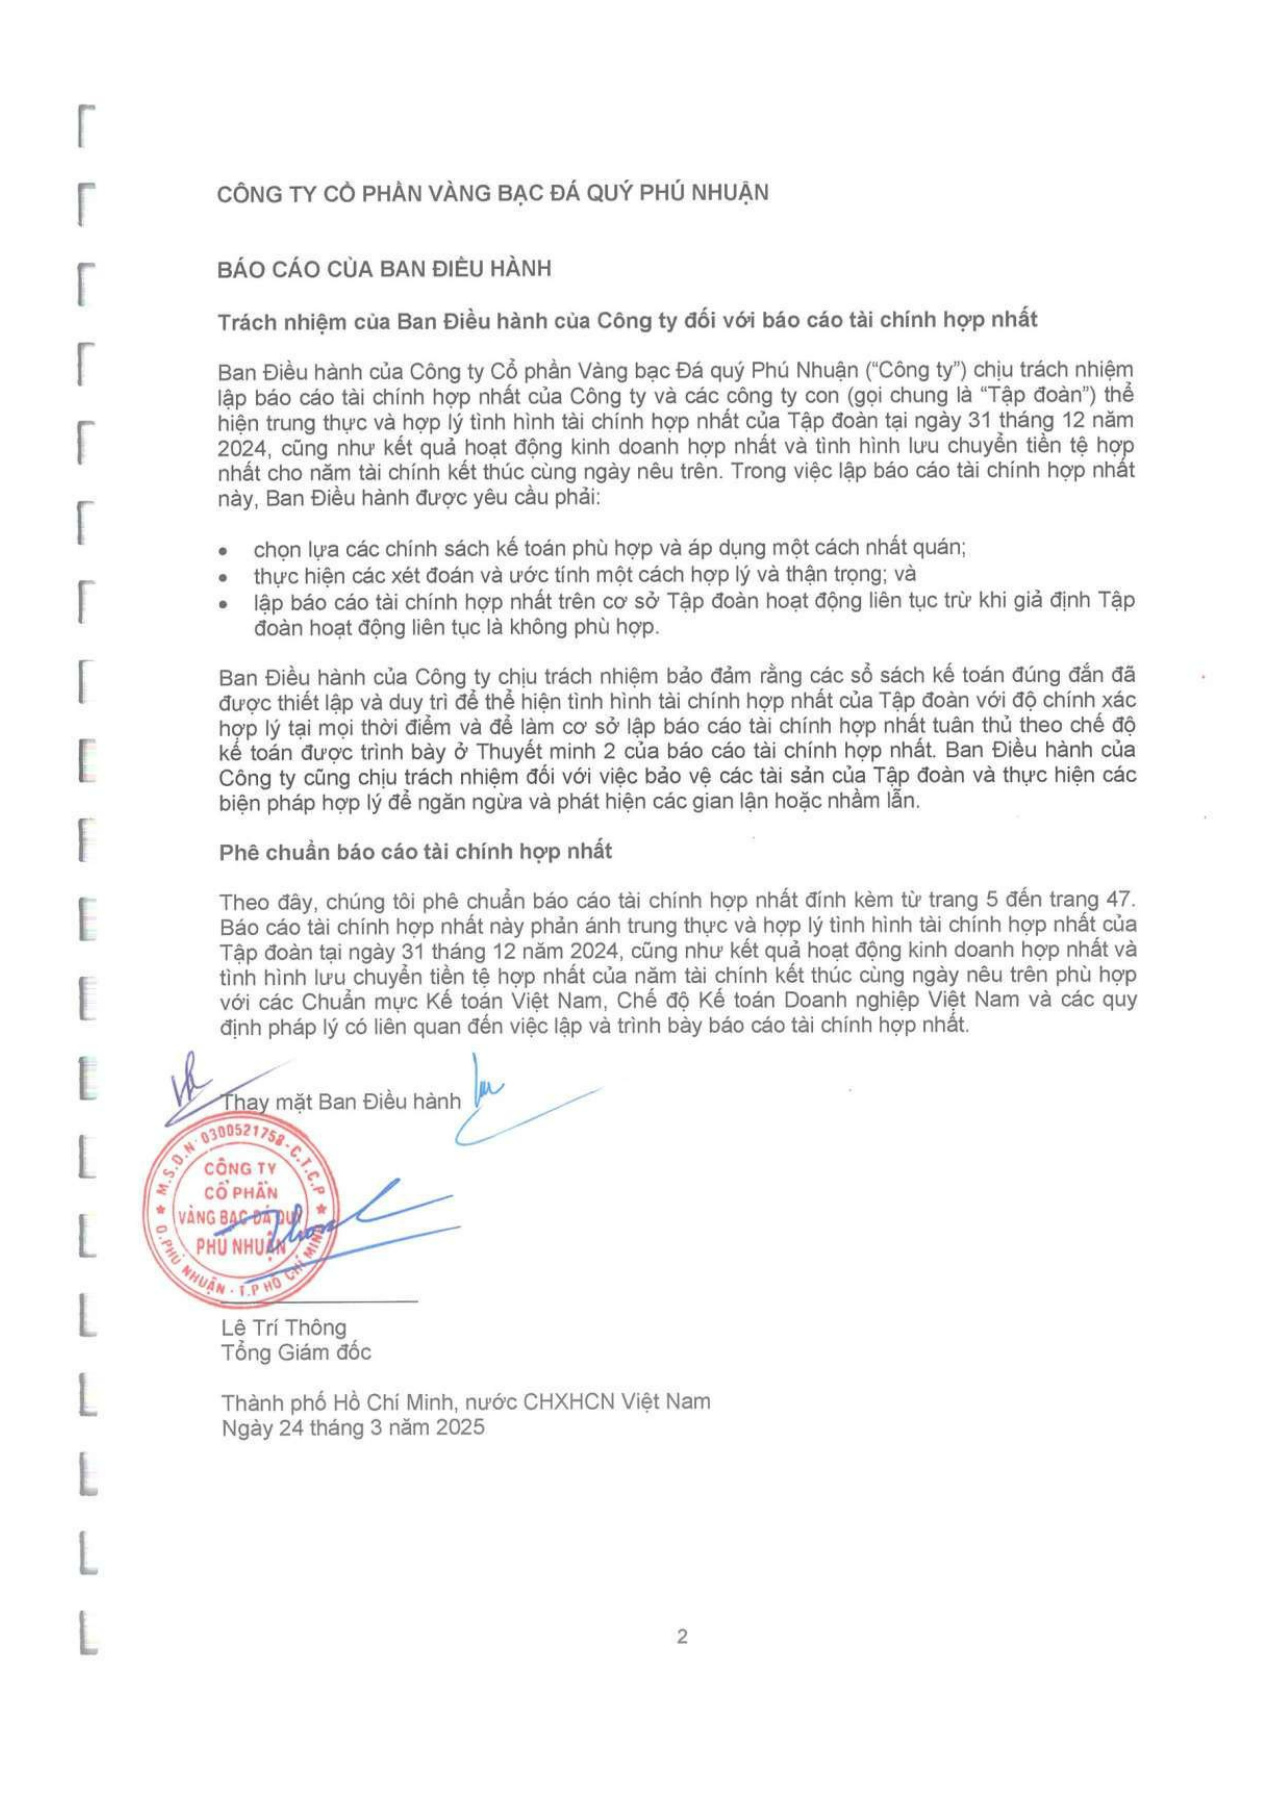 CÔNG TY CỔ PHẦN VÀNG BẠC ĐÁ QUÝ PHÚ NHUẬN
BÁO CÁO CỦA BAN ĐIỀU HÀNH
Trách nhiệm của Ban Điều hành của Công ty đối với báo cáo tài chính hợp nhất
Ban Điều hành của Công ty Cổ phần Vàng bạc Đá quý Phú Nhuận (“Công ty”) chịu trách nhiệm
lập báo cáo tài chính hợp nhất của Công ty và các công ty con (gọi chung là “Tập đoàn”) thể
hiện trung thực và hợp lý tình hình tài chính hợp nhất của Tập đoàn tại ngày 31 tháng 12 năm
2024, cũng như kết quả hoạt động kinh doanh hợp nhất và tình hình lưu chuyển tiền tệ hợp
nhất cho năm tài chính kết thúc cùng ngày nêu trên. Trong việc lập báo cáo tài chính hợp nhất
này, Ban Điều hành được yêu cầu phải:
• chọn lựa các chính sách kế toán phù hợp và áp dụng một cách nhất quán;
• thực hiện các xét đoán và ước tính một cách hợp lý và thận trọng; và
• lập báo cáo tài chính hợp nhất trên cơ sở Tập đoàn hoạt động liên tục trừ khi giả định Tập
đoàn hoạt động liên tục là không phù hợp.
Ban Điều hành của Công ty chịu trách nhiệm bảo đảm rằng các sổ sách kế toán đúng đắn đã
được thiết lập và duy trì để thể hiện tình hình tài chính hợp nhất của Tập đoàn với độ chính xác
hợp lý tại mọi thời điểm và để làm cơ sở lập báo cáo tài chính hợp nhất tuân thủ theo chế độ
kế toán được trình bày ở Thuyết minh 2 của báo cáo tài chính hợp nhất. Ban Điều hành của
Công ty cũng chịu trách nhiệm đối với việc bảo vệ các tài sản của Tập đoàn và thực hiện các
biện pháp hợp lý để ngăn ngừa và phát hiện các gian lận hoặc nhầm lẫn.
Phê chuẩn báo cáo tài chính hợp nhất
Theo đây, chúng tôi phê chuẩn báo cáo tài chính hợp nhất đính kèm từ trang 5 đến trang 47.
Báo cáo tài chính hợp nhất này phản ánh trung thực và hợp lý tình hình tài chính hợp nhất của
Tập đoàn tại ngày 31 tháng 12 năm 2024, cũng như kết quả hoạt động kinh doanh hợp nhất và
tình hình lưu chuyển tiền tệ hợp nhất của năm tài chính kết thúc cùng ngày nêu trên phù hợp
với các Chuẩn mực Kế toán Việt Nam, Chế độ Kế toán Doanh nghiệp Việt Nam và các quy
định pháp lý có liên quan đến việc lập và trình bày báo cáo tài chính hợp nhất.
Thay mặt Ban Điều hành
M.S.D.N: 0300521758-C.T.C.P
CÔNG TY
CỔ PHẦN
VÀNG BẠC ĐÁ QUÝ
PHÚ NHUẬN
Q.PHÚ NHUẬN - T.P HỒ CHÍ MINH
Lê Trí Thông
Tổng Giám đốc
Thành phố Hồ Chí Minh, nước CHXHCN Việt Nam
Ngày 24 tháng 3 năm 2025
2